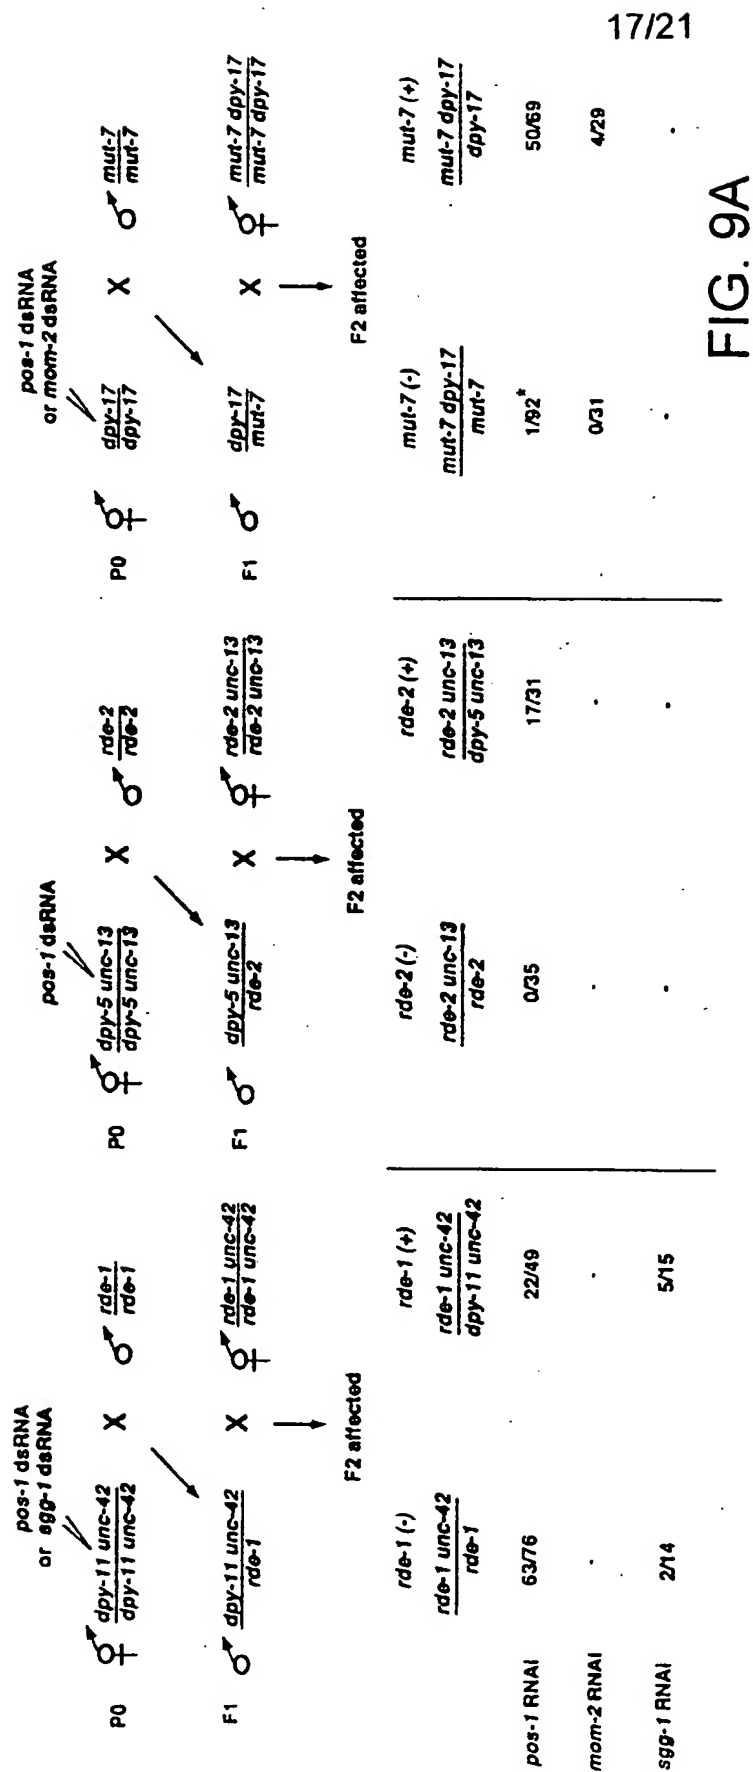 17/21
pos-1 dsRNA
or sgg-1 dsRNA
P0
dpy-11 unc-42
dpy-11 unc-42
X
rde-1
rde-1
F1
dpy-11 unc-42
rde-1
X
rde-1 unc-42
rde-1 unc-42
F2 affected
rde-1 (-)
rde-1 (+)
rde-1 unc-42
rde-1
rde-1 unc-42
dpy-11 unc-42
pos-1 RNAi
63/76
22/49
mom-2 RNAi
-
-
sgg-1 RNAi
2/14
5/15
pos-1 dsRNA
P0
dpy-5 unc-13
dpy-5 unc-13
X
rde-2
rde-2
F1
dpy-5 unc-13
rde-2
X
rde-2 unc-13
rde-2 unc-13
F2 affected
rde-2 (-)
rde-2 (+)
rde-2 unc-13
rde-2
rde-2 unc-13
dpy-5 unc-13
0/35
17/31
-
-
-
-
pos-1 dsRNA
or mom-2 dsRNA
P0
dpy-17
dpy-17
X
mut-7
mut-7
F1
dpy-17
mut-7
X
mut-7 dpy-17
mut-7 dpy-17
F2 affected
mut-7 (-)
mut-7 (+)
mut-7 dpy-17
mut-7
mut-7 dpy-17
dpy-17
1/92*
50/69
0/31
4/29
-
-
FIG. 9A